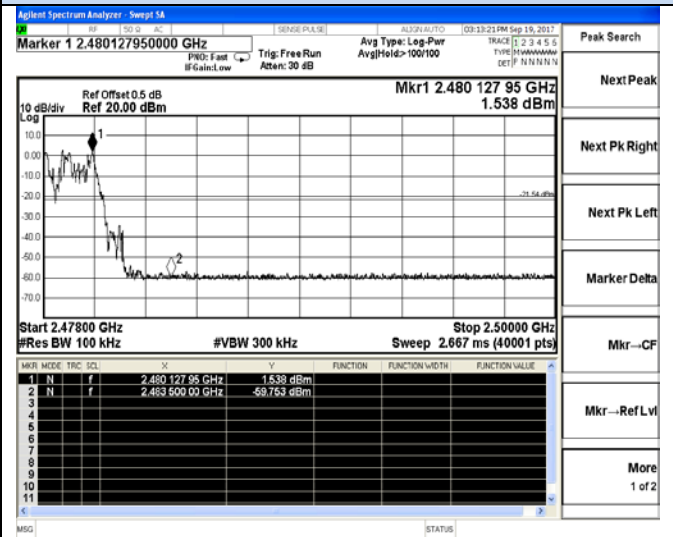 Agilent Spectrum Analyzer - Swept SA
RF 50 Ω AC SENSE:PULSE ALIGN AUTO 03:13:21 PM Sep 19, 2017
Marker 1 2.480127950000 GHz
PNO: Fast
IFGain:Low
Trig: Free Run
Atten: 30 dB
Avg Type: Log-Pwr
Avg|Hold:>100/100
TRACE 1 2 3 4 5 6
TYPE
DET P N N N N N
Peak Search
Next Peak
Next Pk Right
Next Pk Left
Marker Delta
Mkr→CF
Mkr→Ref Lvl
More
1 of 2
Ref Offset 0.5 dB
10 dB/div Ref 20.00 dBm
Log
Mkr1 2.480 127 95 GHz
1.538 dBm
10.0
0.00
-10.0
-20.0
-30.0
-40.0
-50.0
-60.0
-70.0
1
2
-21.54 dBm
Start 2.47800 GHz Stop 2.50000 GHz
#Res BW 100 kHz #VBW 300 kHz Sweep 2.667 ms (40001 pts)
MKR MODE TRC SCL X Y FUNCTION FUNCTION WIDTH FUNCTION VALUE
1 N f 2.480 127 95 GHz 1.538 dBm
2 N f 2.483 500 00 GHz -59.753 dBm
3
4
5
6
7
8
9
10
11
MSG STATUS